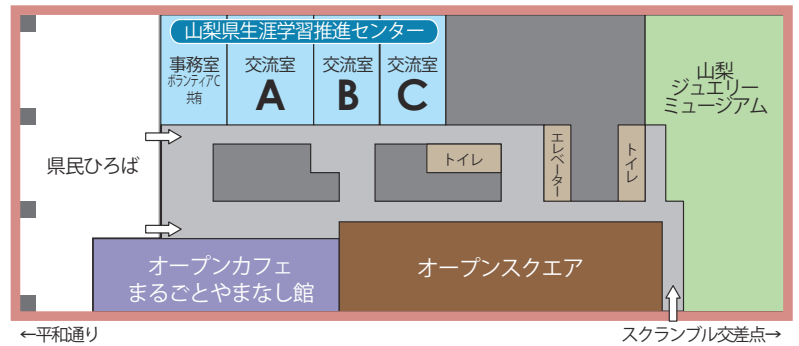 山梨県生涯学習推進センター
事務室
ボランティアC
共有
交流室
A
交流室
B
交流室
C
山梨
ジュエリー
ミュージアム
県民ひろば
トイレ
エレベーター
トイレ
オープンカフェ
まるごとやまなし館
オープンスクエア
←平和通り
スクランブル交差点→